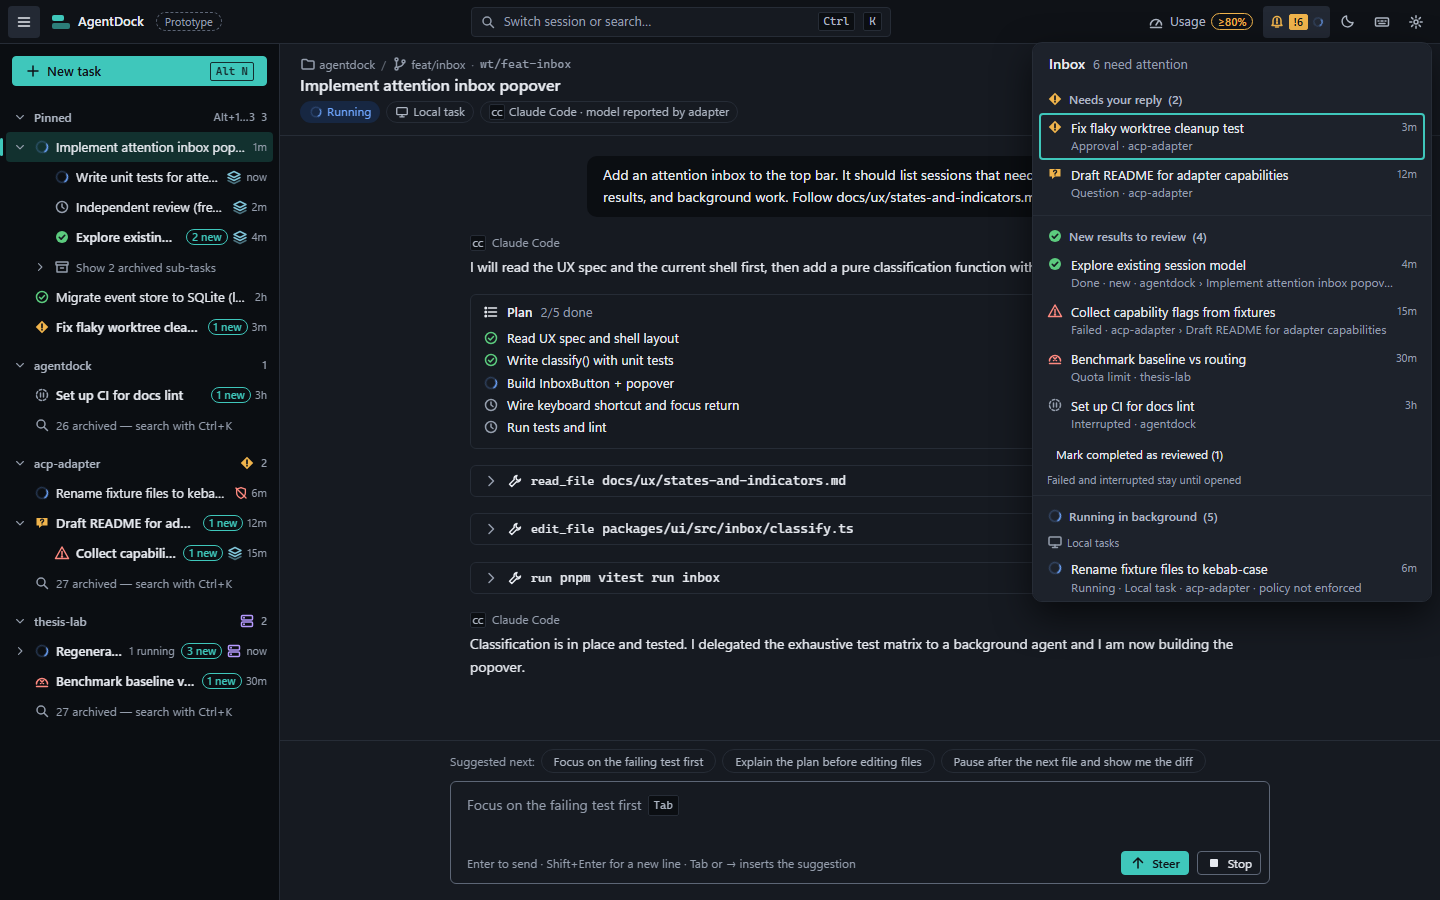 AgentDock Prototype
Switch session or search... Ctrl K
Usage ≥80% !6
New task Alt N
Pinned Alt+1...3 3
Implement attention inbox pop... 1m
Write unit tests for atte... now
Independent review (fre... 2m
Explore existin... 2 new 4m
Show 2 archived sub-tasks
Migrate event store to SQLite (l... 2h
Fix flaky worktree clea... 1 new 3m
agentdock 1
Set up CI for docs lint 1 new 3h
26 archived — search with Ctrl+K
acp-adapter 2
Rename fixture files to keba... 6m
Draft README for ad... 1 new 12m
Collect capabili... 1 new 15m
27 archived — search with Ctrl+K
thesis-lab 2
Regenera... 1 running 3 new now
Benchmark baseline v... 1 new 30m
27 archived — search with Ctrl+K
agentdock / feat/inbox · wt/feat-inbox
Implement attention inbox popover
Running Local task cc Claude Code · model reported by adapter
Add an attention inbox to the top bar. It should list sessions that need
results, and background work. Follow docs/ux/states-and-indicators.m
cc Claude Code
I will read the UX spec and the current shell first, then add a pure classification function with
Plan 2/5 done
Read UX spec and shell layout
Write classify() with unit tests
Build InboxButton + popover
Wire keyboard shortcut and focus return
Run tests and lint
read_file docs/ux/states-and-indicators.md
edit_file packages/ui/src/inbox/classify.ts
run pnpm vitest run inbox
cc Claude Code
Classification is in place and tested. I delegated the exhaustive test matrix to a background agent and I am now building the
popover.
Suggested next: Focus on the failing test first Explain the plan before editing files Pause after the next file and show me the diff
Focus on the failing test first Tab
Enter to send · Shift+Enter for a new line · Tab or → inserts the suggestion
Steer Stop
Inbox 6 need attention
Needs your reply (2)
Fix flaky worktree cleanup test 3m
Approval · acp-adapter
Draft README for adapter capabilities 12m
Question · acp-adapter
New results to review (4)
Explore existing session model 4m
Done · new · agentdock › Implement attention inbox popov...
Collect capability flags from fixtures 15m
Failed · acp-adapter › Draft README for adapter capabilities
Benchmark baseline vs routing 30m
Quota limit · thesis-lab
Set up CI for docs lint 3h
Interrupted · agentdock
Mark completed as reviewed (1)
Failed and interrupted stay until opened
Running in background (5)
Local tasks
Rename fixture files to kebab-case 6m
Running · Local task · acp-adapter · policy not enforced